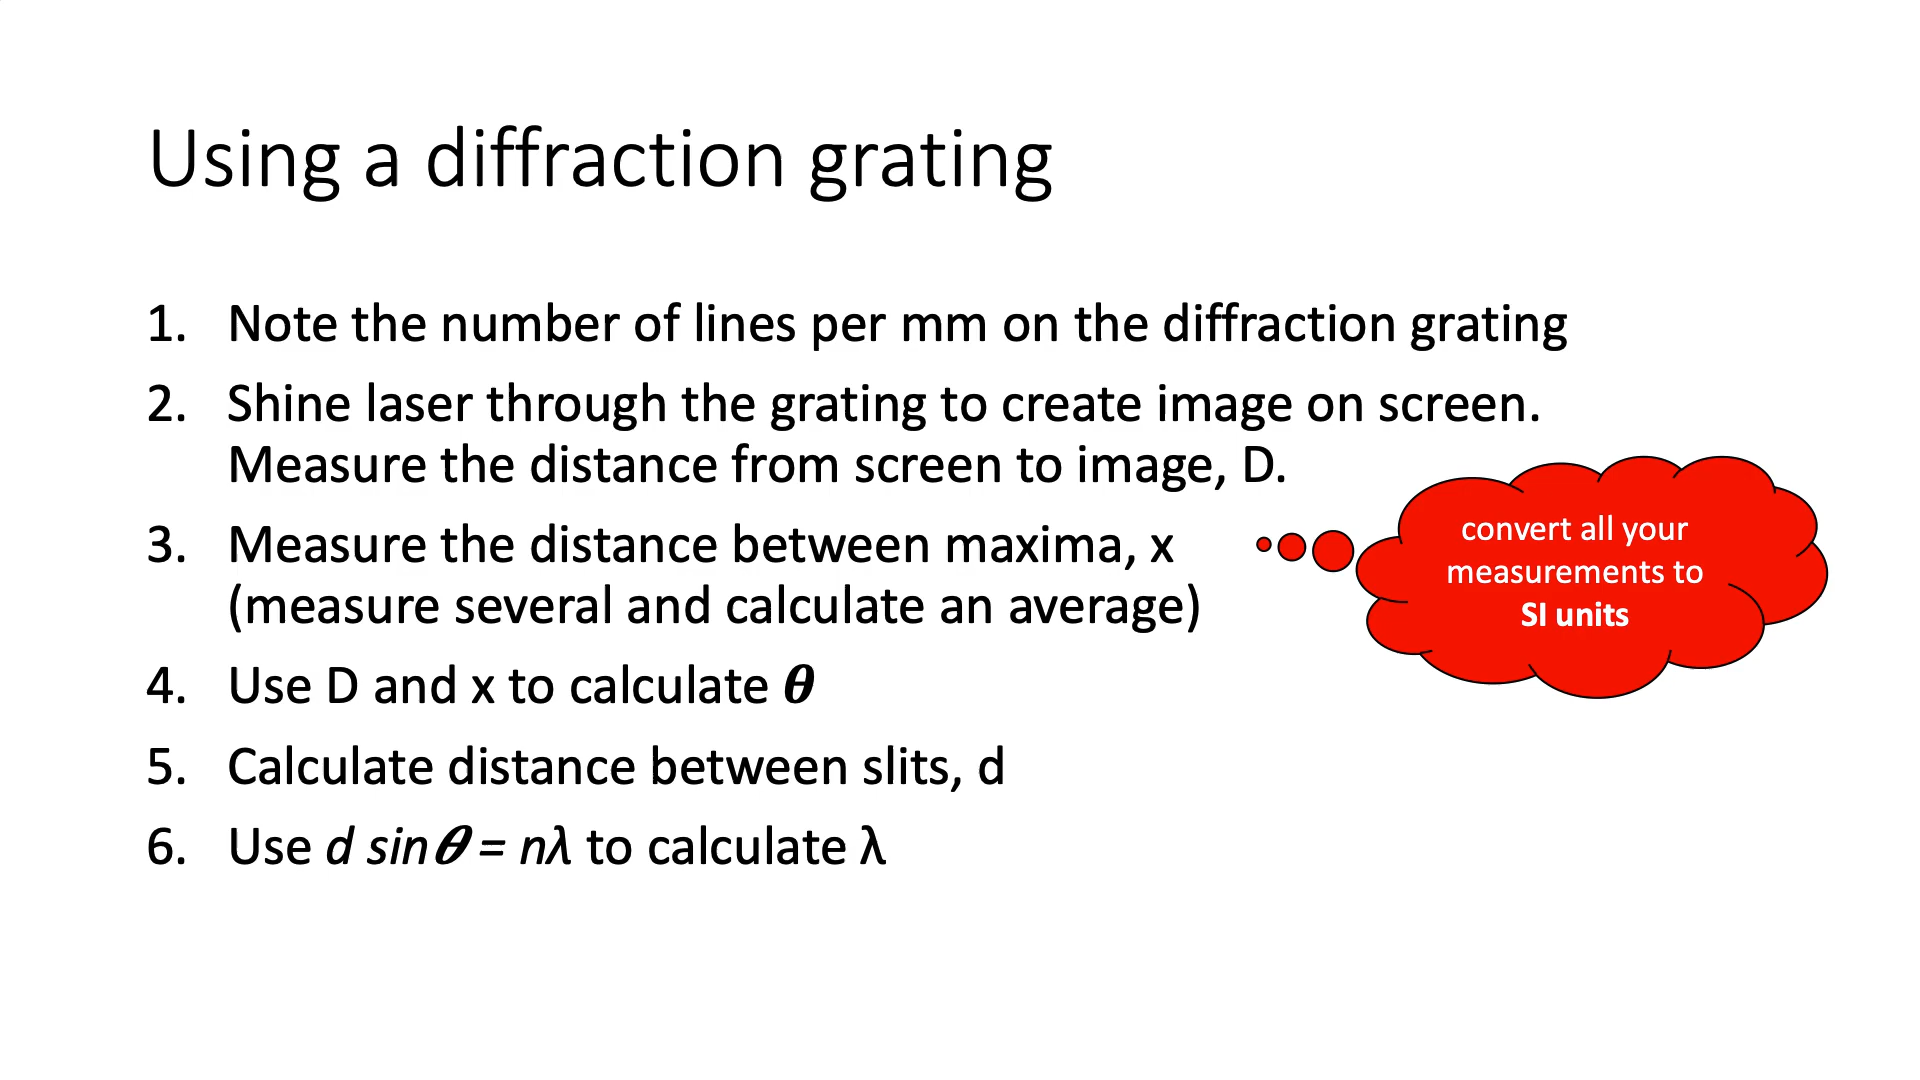 Using a diffraction grating
1. Note the number of lines per mm on the diffraction grating
2. Shine laser through the grating to create image on screen.
Measure the distance from screen to image, D.
3. Measure the distance between maxima, x
(measure several and calculate an average)
convert all your
measurements to
SI units
4. Use D and x to calculate θ
5. Calculate distance between slits, d
6. Use d sinθ = nλ to calculate λ